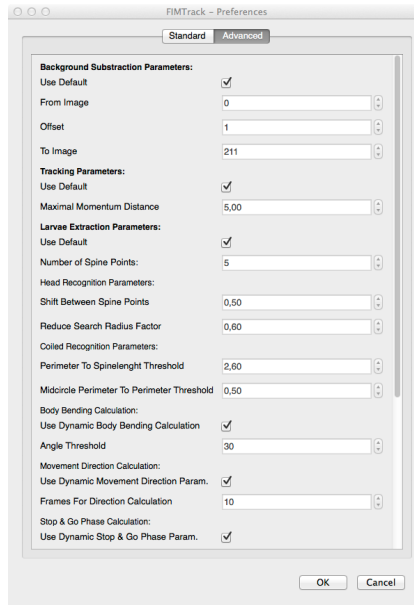 FIMTrack – Preferences
Standard Advanced
Background Substraction Parameters:
Use Default
From Image 0
Offset 1
To Image 211
Tracking Parameters:
Use Default
Maximal Momentum Distance 5,00
Larvae Extraction Parameters:
Use Default
Number of Spine Points: 5
Head Recognition Parameters:
Shift Between Spine Points 0,50
Reduce Search Radius Factor 0,60
Coiled Recognition Parameters:
Perimeter To Spinelenght Threshold 2,60
Midcircle Perimeter To Perimeter Threshold 0,50
Body Bending Calculation:
Use Dynamic Body Bending Calculation
Angle Threshold 30
Movement Direction Calculation:
Use Dynamic Movement Direction Param.
Frames For Direction Calculation 10
Stop & Go Phase Calculation:
Use Dynamic Stop & Go Phase Param.
OK Cancel